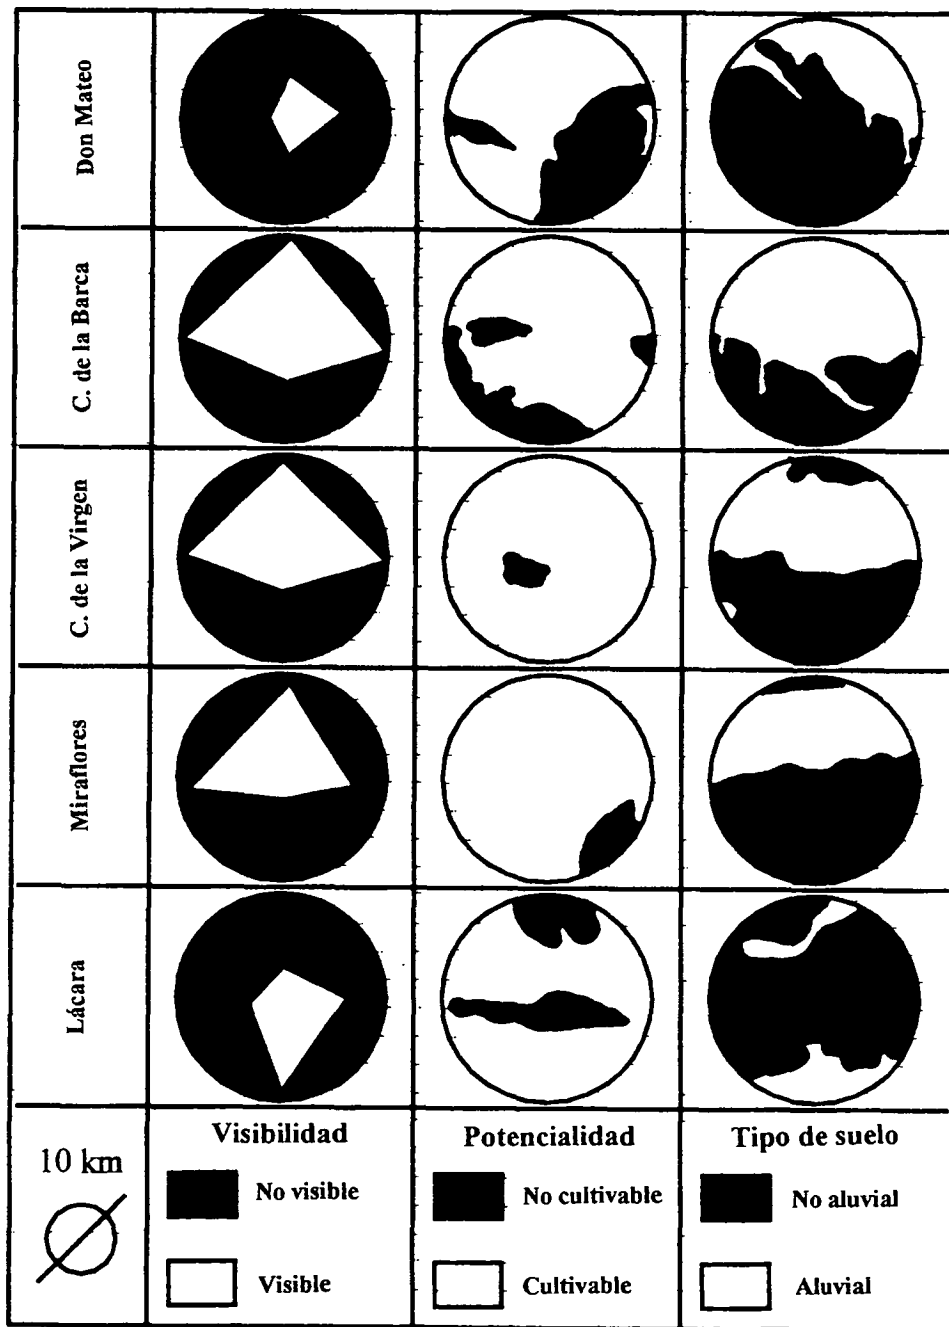 Don Mateo
C. de la Barca
C. de la Virgen
Miraflores
Lácara
10 km
Visibilidad
No visible
Visible
Potencialidad
No cultivable
Cultivable
Tipo de suelo
No aluvial
Aluvial